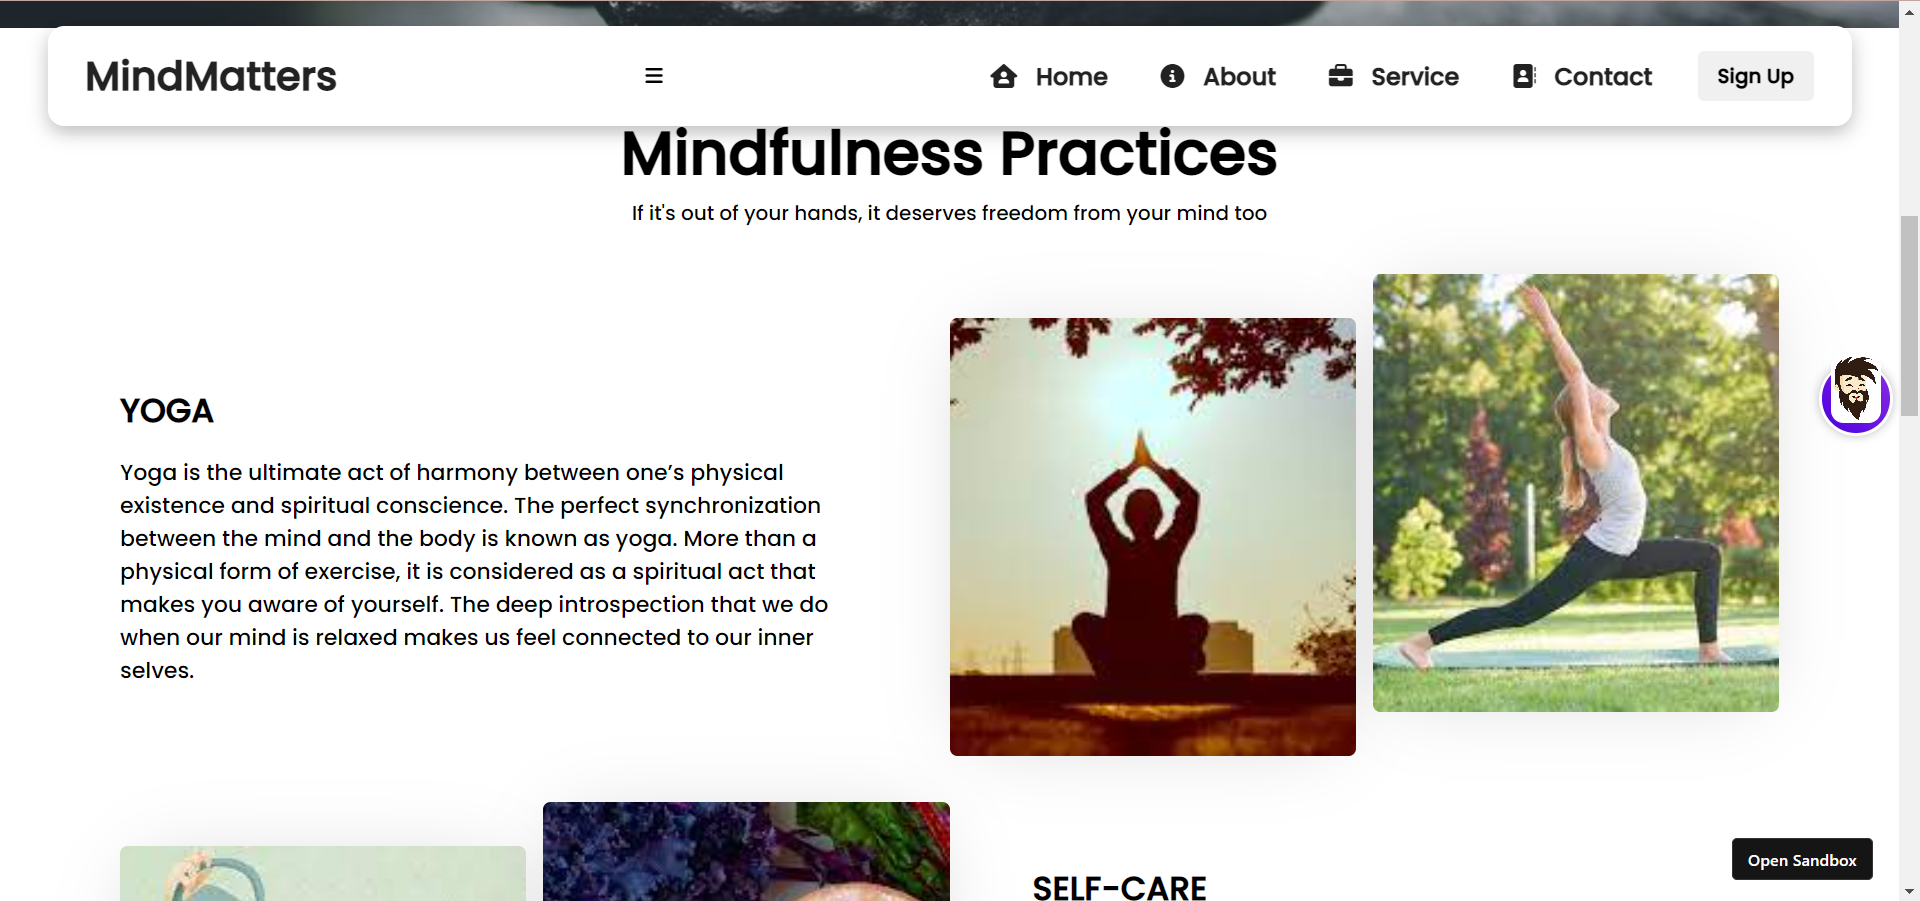 MindMatters
Home
About
Service
Contact
Sign Up
Mindfulness Practices
If it's out of your hands, it deserves freedom from your mind too
YOGA
Yoga is the ultimate act of harmony between one’s physical
existence and spiritual conscience. The perfect synchronization
between the mind and the body is known as yoga. More than a
physical form of exercise, it is considered as a spiritual act that
makes you aware of yourself. The deep introspection that we do
when our mind is relaxed makes us feel connected to our inner
selves.
SELF-CARE
Open Sandbox